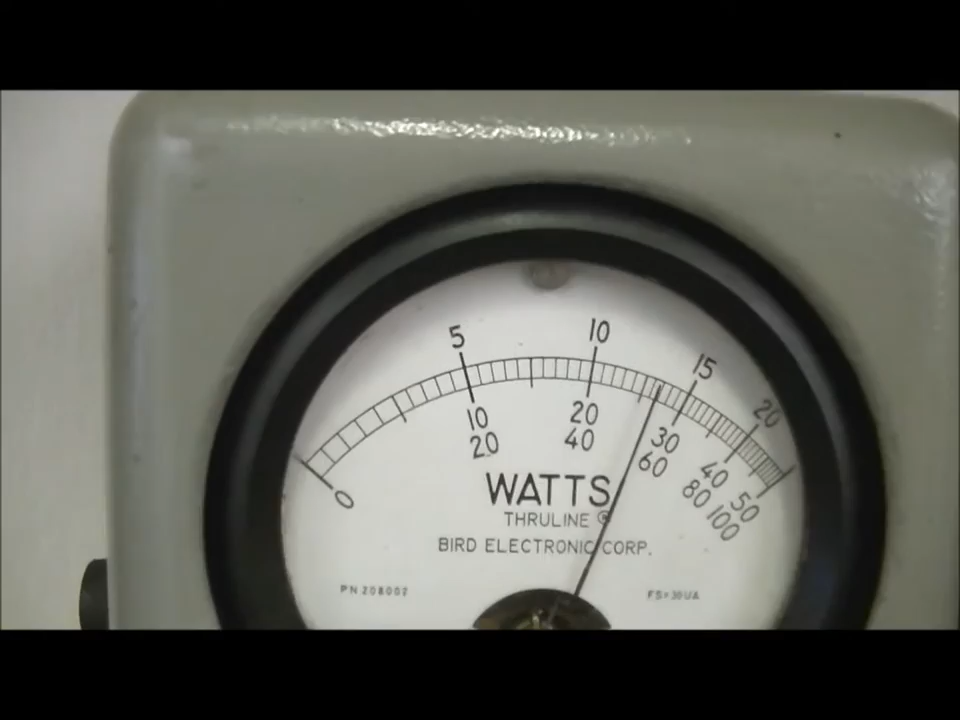 5 10 15 20
0 10 20 30 40 50
20 40 60 80 100
WATTS
THRULINE ®
BIRD ELECTRONIC CORP.
PN 208002 FS=30UA